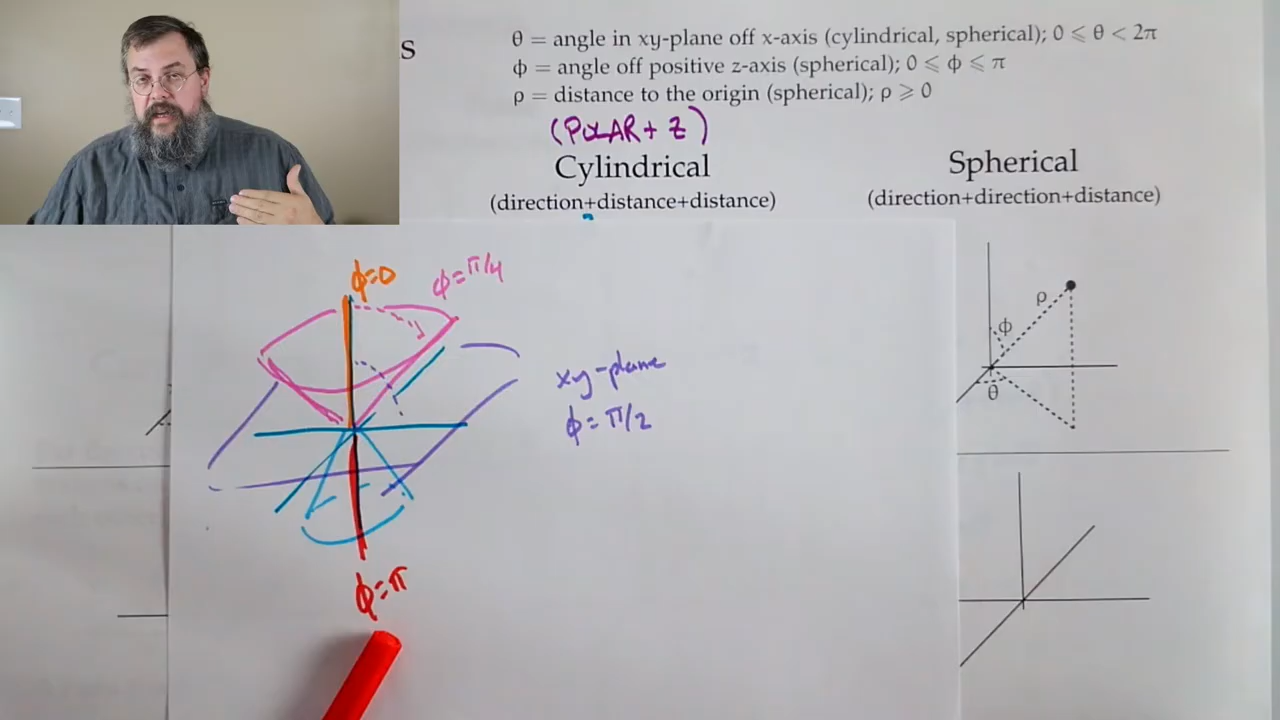 θ = angle in xy-plane off x-axis (cylindrical, spherical); 0 ⩽ θ < 2π
s
ϕ = angle off positive z-axis (spherical); 0 ⩽ ϕ ⩽ π
ρ = distance to the origin (spherical); ρ ⩾ 0
(POLAR + Z)
Cylindrical
(direction+distance+distance)
Spherical
(direction+direction+distance)
ϕ=0
ϕ=π/4
xy-plane
ϕ=π/2
ϕ=π
ρ
ϕ
θ